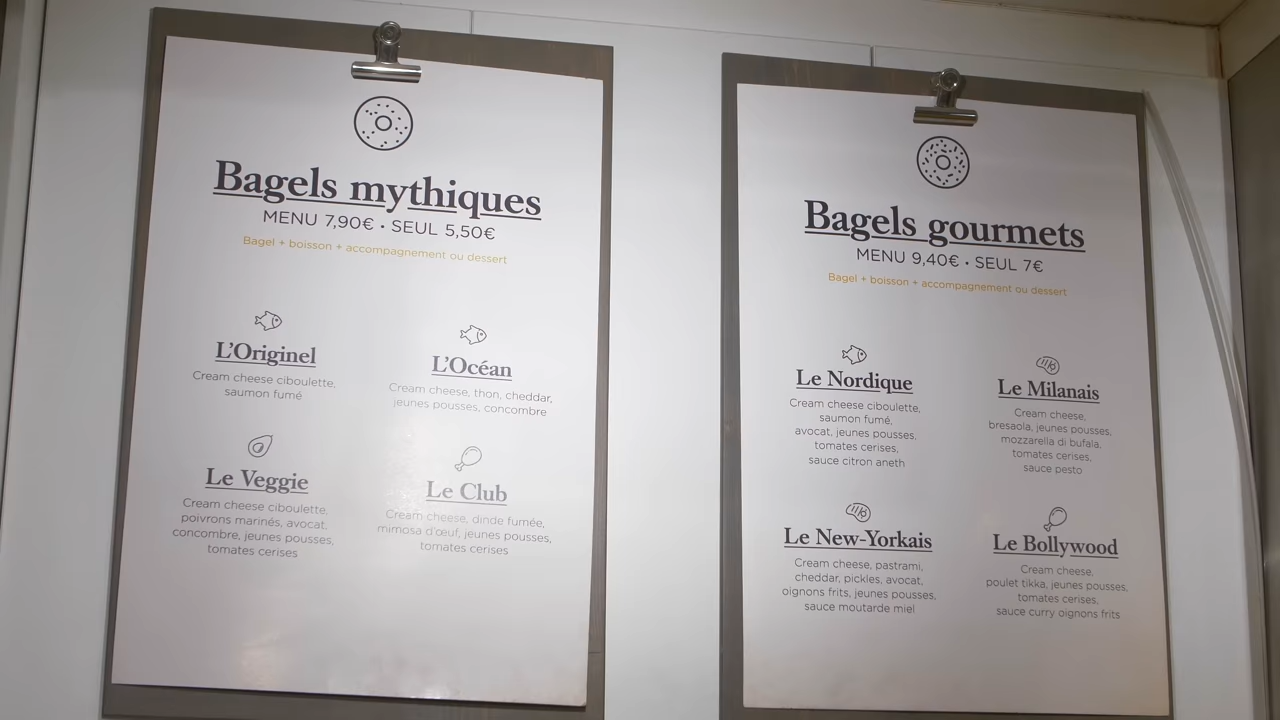 Bagels mythiques
MENU 7,90€ • SEUL 5,50€
Bagel + boisson + accompagnement ou dessert
L'Originel
Cream cheese ciboulette,
saumon fumé
L'Océan
Cream cheese, thon, cheddar,
jeunes pousses, concombre
Le Veggie
Cream cheese ciboulette,
poivrons marinés, avocat,
concombre, jeunes pousses,
tomates cerises
Le Club
Cream cheese, dinde fumée,
mimosa d'œuf, jeunes pousses,
tomates cerises
Bagels gourmets
MENU 9,40€ • SEUL 7€
Bagel + boisson + accompagnement ou dessert
Le Nordique
Cream cheese ciboulette,
saumon fumé,
avocat, jeunes pousses,
tomates cerises,
sauce citron aneth
Le Milanais
Cream cheese,
bresaola, jeunes pousses,
mozzarella di bufala,
tomates cerises,
sauce pesto
Le New-Yorkais
Cream cheese, pastrami,
cheddar, pickles, avocat,
oignons frits, jeunes pousses,
sauce moutarde miel
Le Bollywood
Cream cheese,
poulet tikka, jeunes pousses,
tomates cerises,
sauce curry oignons frits